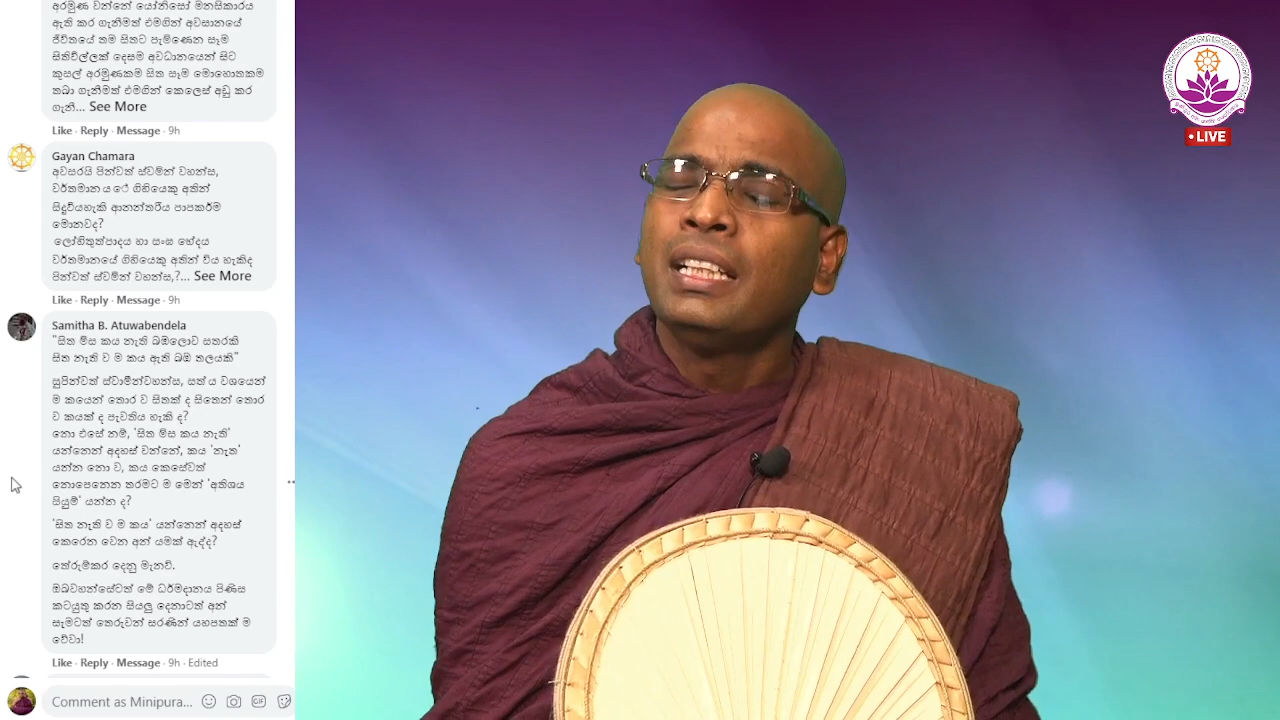 අරමුණ වන්නේ යෝනිසෝ මනසිකාරය
ඇති කර ගැනීමත් එමගින් අවසානයේ
ජීවිතයේ තම සිතට පැමිණෙන සෑම
සිතිවිල්ලක් දෙසම අවධානයෙන් සිට
කුසල් අරමුණකම සිත සෑම මොහොතකම
තබා ගැනීමත් එමගින් කෙලෙස් අඩු කර
ගැනී... See More
Like · Reply · Message · 9h
Gayan Chamara
අවසරයි පින්වත් ස්වමීන් වහන්ස,
වර්තමාන ය රේ ගිහියෙකු අතින්
සිදුවියහැකි ආනන්තරීය පාපකර්ම
මොනවද?
ලෝහිතුත්පාදය හා සංඝ භේදය
වර්තමානයේ ගිහියෙකු අතින් විය හැකිද
පින්වත් ස්වමීන් වහන්ස,?... See More
Like · Reply · Message · 9h
Samitha B. Atuwabendela
"සිත මිස කය නැති බඹලොව සතරකි
සිත නැති ව ම කය ඇති බඹ තලයකි"
සුපින්වත් ස්වාමීන්වහන්ස, සත්‍ය වශයෙන්
ම කයෙන් තොර ව සිතක් ද සිතෙන් තොර
ව කයක් ද පැවතිය හැකි ද?
නො එසේ නම්, 'සිත මිස කය නැති'
යන්නෙන් අදහස් වන්නේ, කය 'නැත'
යන්න නො ව, කය කෙසේවත්
නොපෙනෙන තරමට ම මෙන් 'අතිශය
සියුම්' යන්න ද?
'සිත නැති ව ම කය' යන්නෙන් අදහස්
කෙරෙන වෙන අන් යමක් ඇද්ද?
තේරුම්කර දෙනු මැනවි.
ඔබවහන්සේටත් මේ ධර්මදානය පිණිස
කටයුතු කරන සියලු දෙනාටත් අන්
සැමටත් තෙරුවන් සරණින් යහපතක් ම
වේවා!
Like · Reply · Message · 9h · Edited
Comment as Minipura...
GIF
LIVE